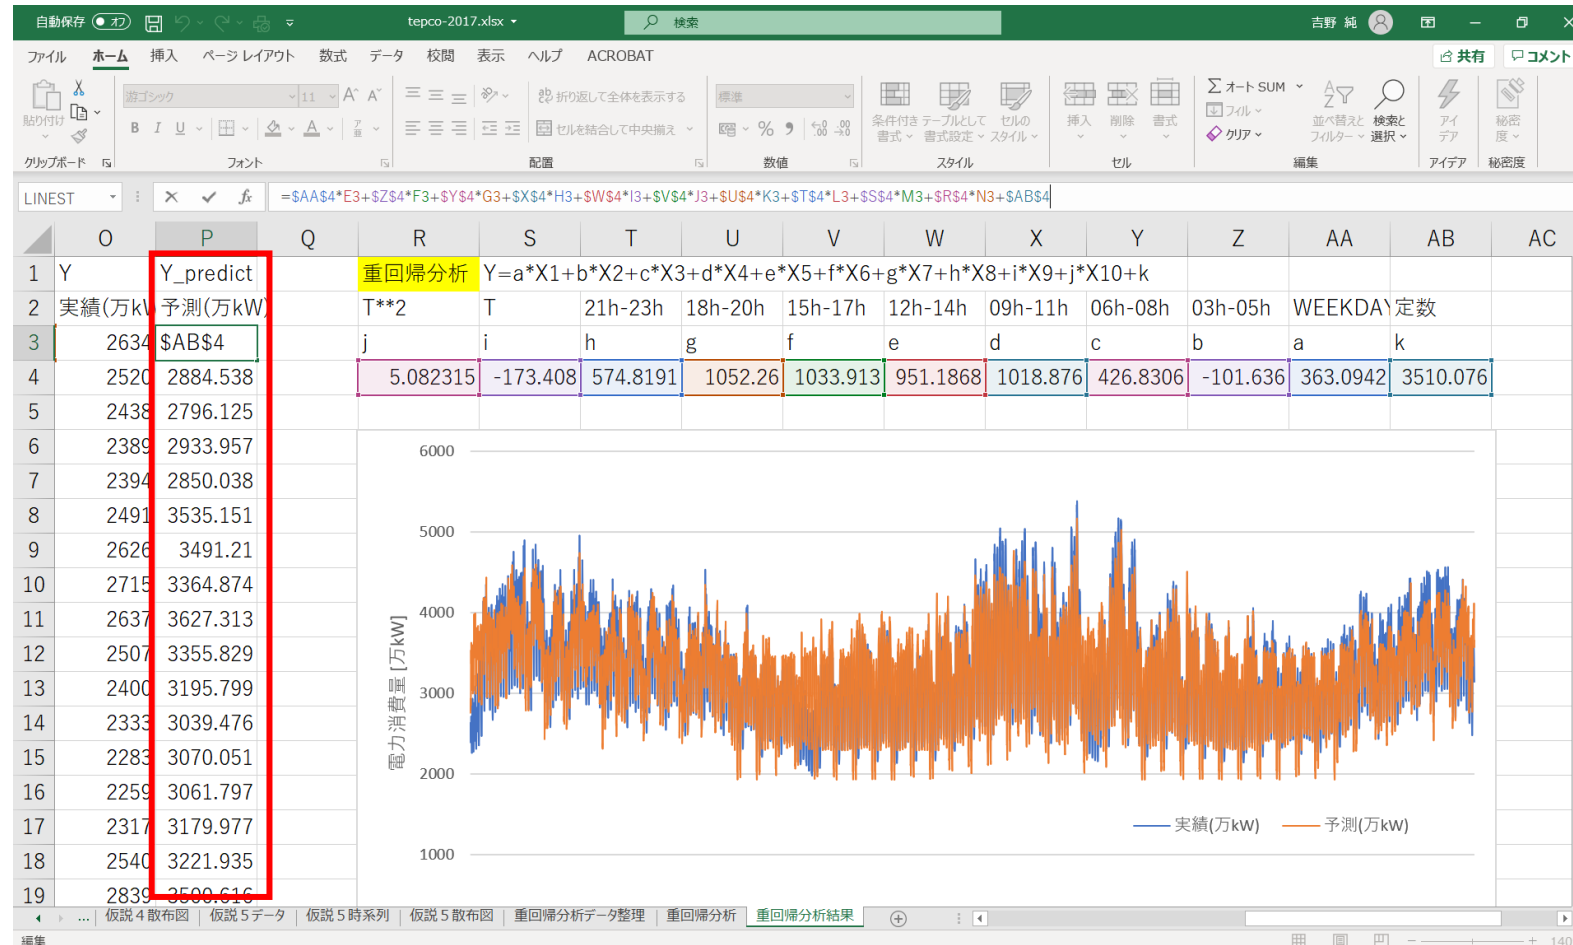 自動保存 オフ tepco-2017.xlsx 検索 吉野 純
ファイル ホーム 挿入 ページ レイアウト 数式 データ 校閲 表示 ヘルプ ACROBAT 共有 コメント
貼り付け 游ゴシック 11 A^ A˅ 折り返して全体を表示する 標準 条件付き書式 テーブルとして書式設定 セルのスタイル 挿入 削除 書式 Σ オート SUM 並べ替えとフィルター 検索と選択 アイデア 秘密度
B I U A セルを結合して中央揃え % フィル クリア
クリップボード フォント 配置 数値 スタイル セル 編集 アイデア 秘密度
LINEST fx =$AA$4*E3+$Z$4*F3+$Y$4*G3+$X$4*H3+$W$4*I3+$V$4*J3+$U$4*K3+$T$4*L3+$S$4*M3+$R$4*N3+$AB$4
O P Q R S T U V W X Y Z AA AB AC
1 Y Y_predict 重回帰分析 Y=a*X1+b*X2+c*X3+d*X4+e*X5+f*X6+g*X7+h*X8+i*X9+j*X10+k
2 実績(万kW 予測(万kW) T**2 T 21h-23h 18h-20h 15h-17h 12h-14h 09h-11h 06h-08h 03h-05h WEEKDAY 定数
3 2634 $AB$4 j i h g f e d c b a k
4 2520 2884.538 5.082315 -173.408 574.8191 1052.26 1033.913 951.1868 1018.876 426.8306 -101.636 363.0942 3510.076
5 2438 2796.125
6 2389 2933.957
7 2394 2850.038
8 2491 3535.151
9 2626 3491.21
10 2715 3364.874
11 2637 3627.313
12 2507 3355.829
13 2400 3195.799
14 2333 3039.476
15 2283 3070.051
16 2259 3061.797
17 2317 3179.977
18 2540 3221.935
19 2839 3500.616
6000
5000
4000
3000
2000
1000
電力消費量 [万kW]
実績(万kW) 予測(万kW)
... 仮説４散布図 仮説５データ 仮説５時系列 仮説５散布図 重回帰分析データ整理 重回帰分析 重回帰分析結果
編集 140